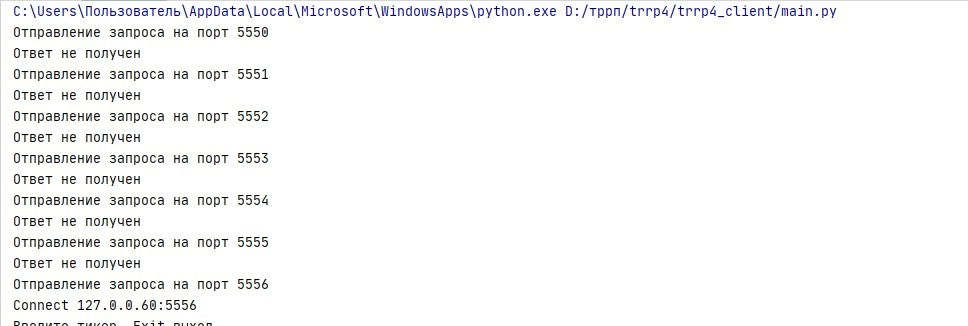 C:\Users\Пользователь\AppData\Local\Microsoft\WindowsApps\python.exe D:/тррп/trrp4/trrp4_client/main.py
Отправление запроса на порт 5550
Ответ не получен
Отправление запроса на порт 5551
Ответ не получен
Отправление запроса на порт 5552
Ответ не получен
Отправление запроса на порт 5553
Ответ не получен
Отправление запроса на порт 5554
Ответ не получен
Отправление запроса на порт 5555
Ответ не получен
Отправление запроса на порт 5556
Connect 127.0.0.60:5556
Введите тикер. Exit выход